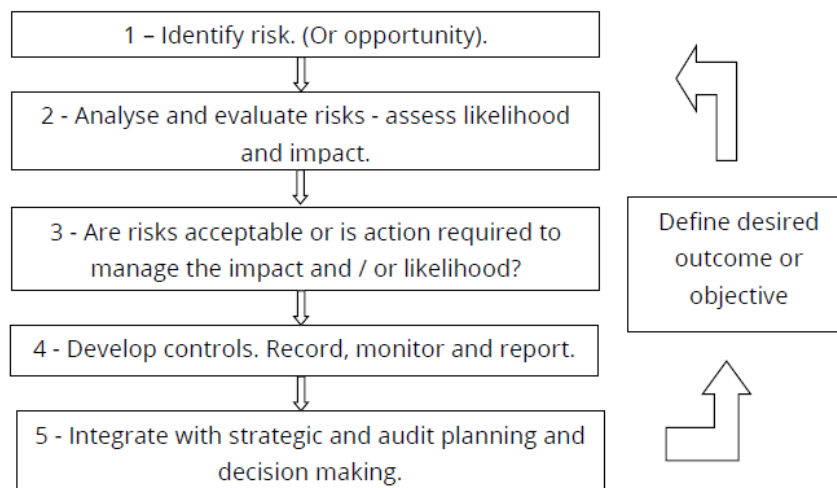 1 – Identify risk. (Or opportunity).
2 - Analyse and evaluate risks - assess likelihood
and impact.
3 - Are risks acceptable or is action required to
manage the impact and / or likelihood?
4 - Develop controls. Record, monitor and report.
5 - Integrate with strategic and audit planning and
decision making.
Define desired
outcome or
objective